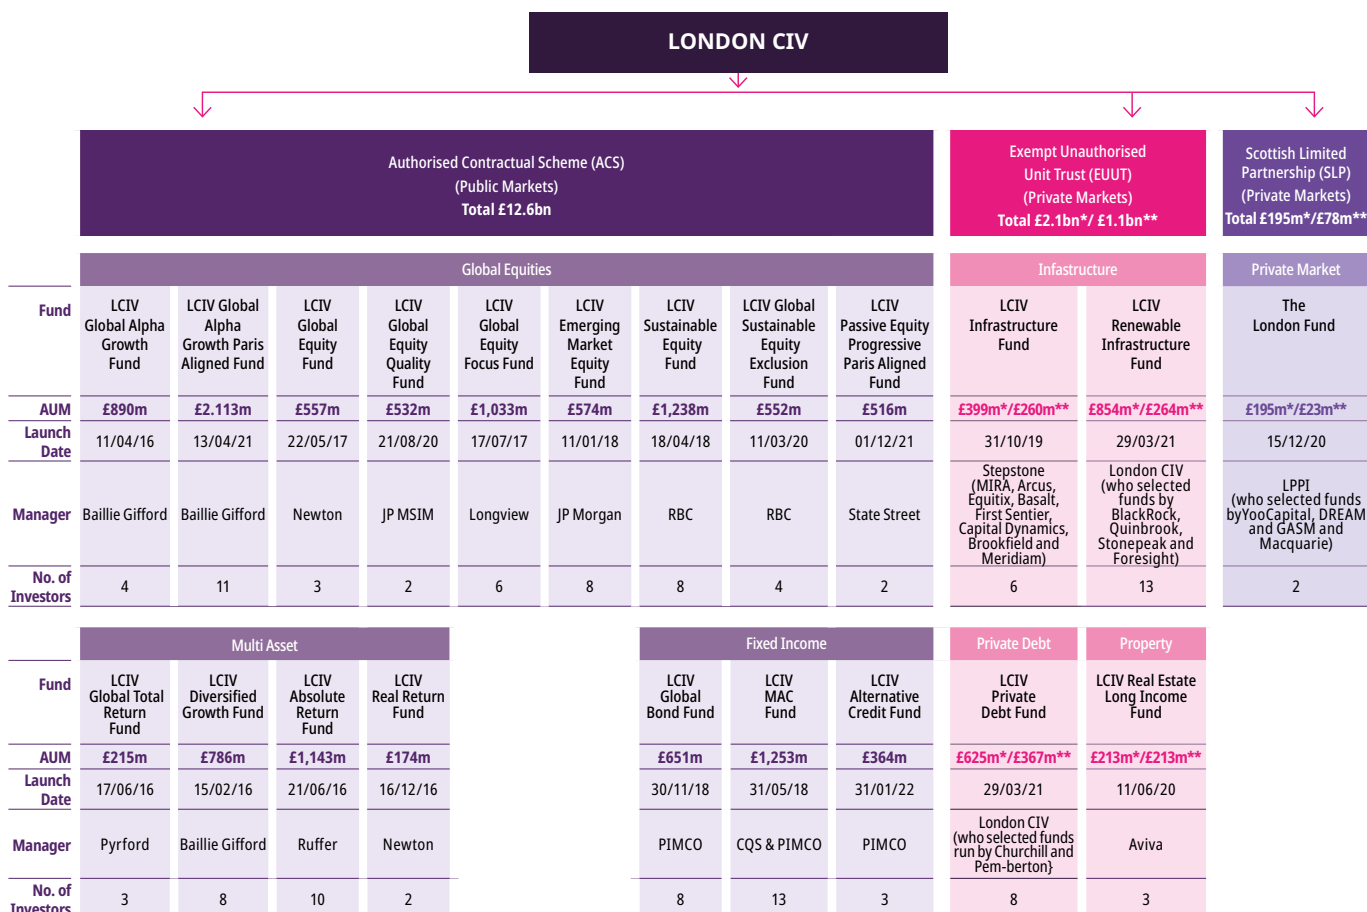 LONDON CIV
Authorised Contractual Scheme (ACS)
(Public Markets)
Total £12.6bn
Exempt Unauthorised
Unit Trust (EUUT)
(Private Markets)
Total £2.1bn*/ £1.1bn**
Scottish Limited
Partnership (SLP)
(Private Markets)
Total £195m*/£78m**
Global Equities
Infastructure
Private Market
Fund
LCIV
Global Alpha
Growth
Fund
LCIV Global
Alpha
Growth Paris
Aligned Fund
LCIV
Global
Equity
Fund
LCIV
Global
Equity
Quality
Fund
LCIV
Global
Equity
Focus Fund
LCIV
Emerging
Market
Equity
Fund
LCIV
Sustainable
Equity
Fund
LCIV Global
Sustainable
Equity
Exclusion
Fund
LCIV
Passive Equity
Progressive
Paris Aligned
Fund
LCIV
Infrastructure
Fund
LCIV
Renewable
Infrastructure
Fund
The
London Fund
AUM £890m £2.113m £557m £532m £1,033m £574m £1,238m £552m £516m £399m*/£260m** £854m*/£264m** £195m*/£23m**
Launch
Date
11/04/16 13/04/21 22/05/17 21/08/20 17/07/17 11/01/18 18/04/18 11/03/20 01/12/21 31/10/19 29/03/21 15/12/20
Manager Baillie Gifford Baillie Gifford Newton JP MSIM Longview JP Morgan RBC RBC State Street
Stepstone
(MIRA, Arcus,
Equitix, Basalt,
First Sentier,
Capital Dynamics,
Brookfield and
Meridiam)
London CIV
(who selected
funds by
BlackRock,
Quinbrook,
Stonepeak and
Foresight)
LPPI
(who selected funds
byYooCapital, DREAM
and GASM and
Macquarie)
No. of
Investors
4 11 3 2 6 8 8 4 2 6 13 2
Multi Asset
Fixed Income
Private Debt
Property
Fund
LCIV
Global Total
Return
Fund
LCIV
Diversified
Growth Fund
LCIV
Absolute
Return
Fund
LCIV
Real Return
Fund
LCIV
Global
Bond Fund
LCIV
MAC
Fund
LCIV
Alternative
Credit Fund
LCIV
Private
Debt Fund
LCIV Real Estate
Long Income
Fund
AUM £215m £786m £1,143m £174m £651m £1,253m £364m £625m*/£367m** £213m*/£213m**
Launch
Date
17/06/16 15/02/16 21/06/16 16/12/16 30/11/18 31/05/18 31/01/22 29/03/21 11/06/20
Manager Pyrford Baillie Gifford Ruffer Newton PIMCO CQS & PIMCO PIMCO
London CIV
(who selected funds
run by Churchill and
Pem-berton}
Aviva
No. of
Investors
3 8 10 2 8 13 3 8 3